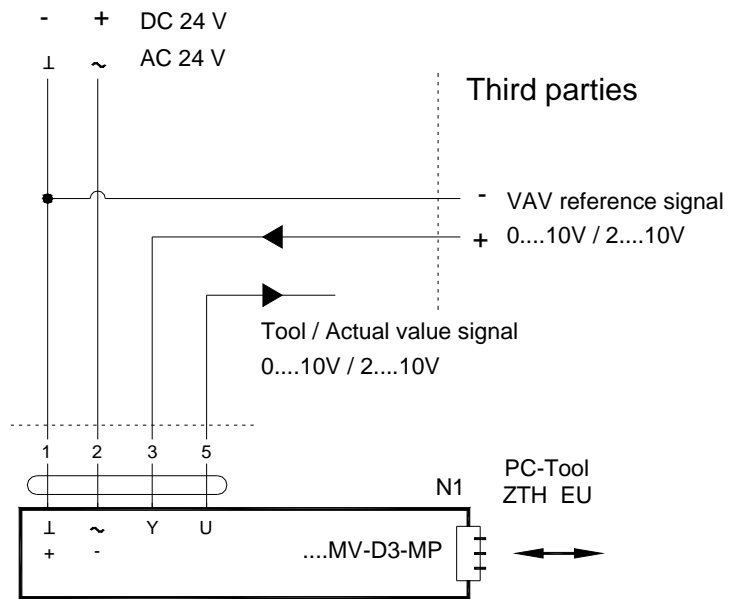 - + DC 24 V
⊥ ~ AC 24 V
Third parties
- VAV reference signal
+ 0....10V / 2....10V
Tool / Actual value signal
0....10V / 2....10V
1 2 3 5
PC-Tool
N1 ZTH EU
⊥ ~ Y U
+ - ....MV-D3-MP